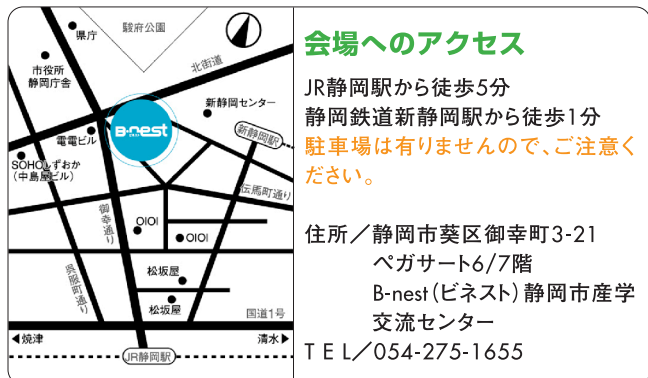 県庁
駿府公園
市役所
静岡庁舎
北街道
新静岡センター
B-nest
電電ビル
新静岡駅
SOHOしずおか
(中島屋ビル)
伝馬町通り
御幸通り
OIOI
OIOI
呉服町通り
松坂屋
松坂屋
国道1号
◀焼津
清水▶
JR静岡駅
会場へのアクセス
JR静岡駅から徒歩5分
静岡鉄道新静岡駅から徒歩1分
駐車場は有りませんので、ご注意く
ださい。
住所／静岡市葵区御幸町3-21
ペガサート6/7階
B-nest(ビネスト)静岡市産学
交流センター
T E L／054-275-1655